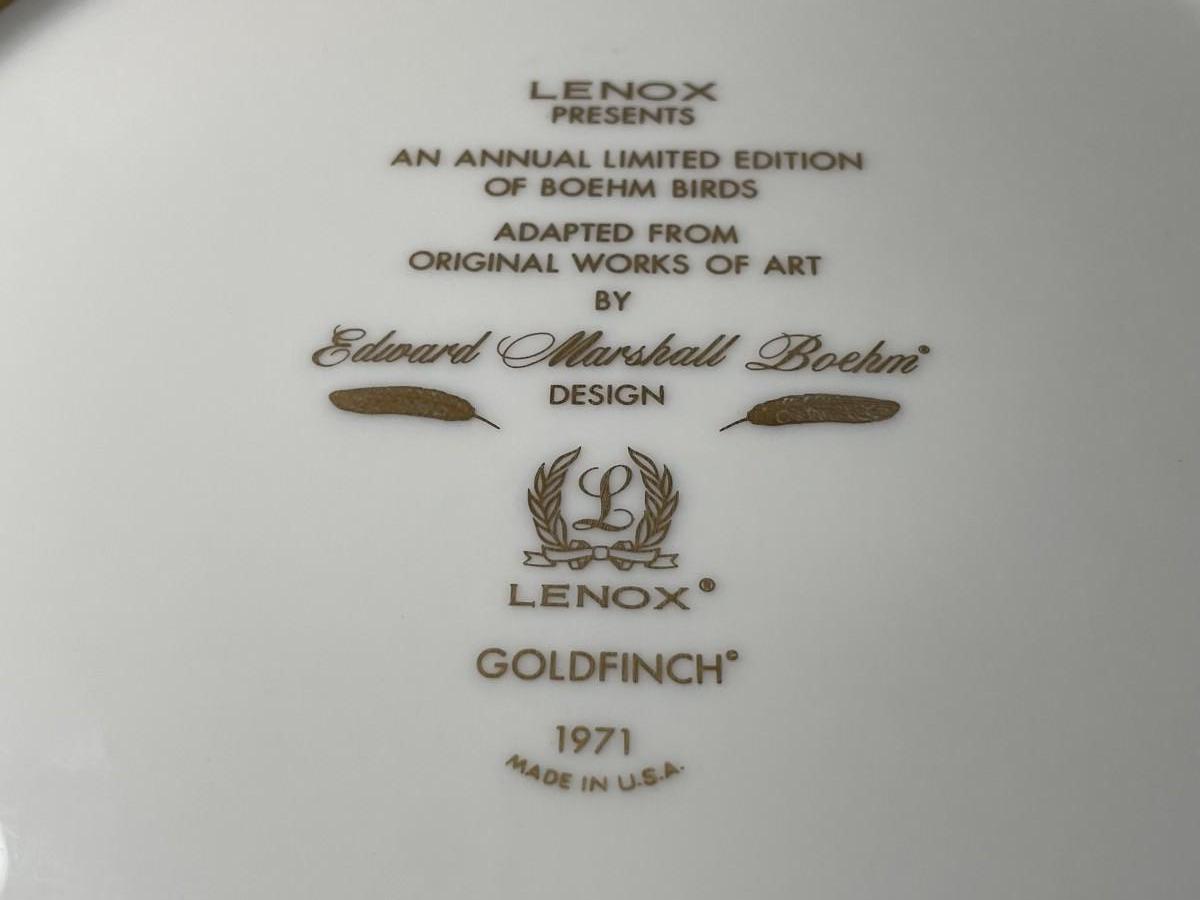 LENOX
PRESENTS
AN ANNUAL LIMITED EDITION
OF BOEHM BIRDS
ADAPTED FROM
ORIGINAL WORKS OF ART
BY
Edward Marshall Boehm®
DESIGN
L
LENOX®
GOLDFINCH©
1971
MADE IN U.S.A.